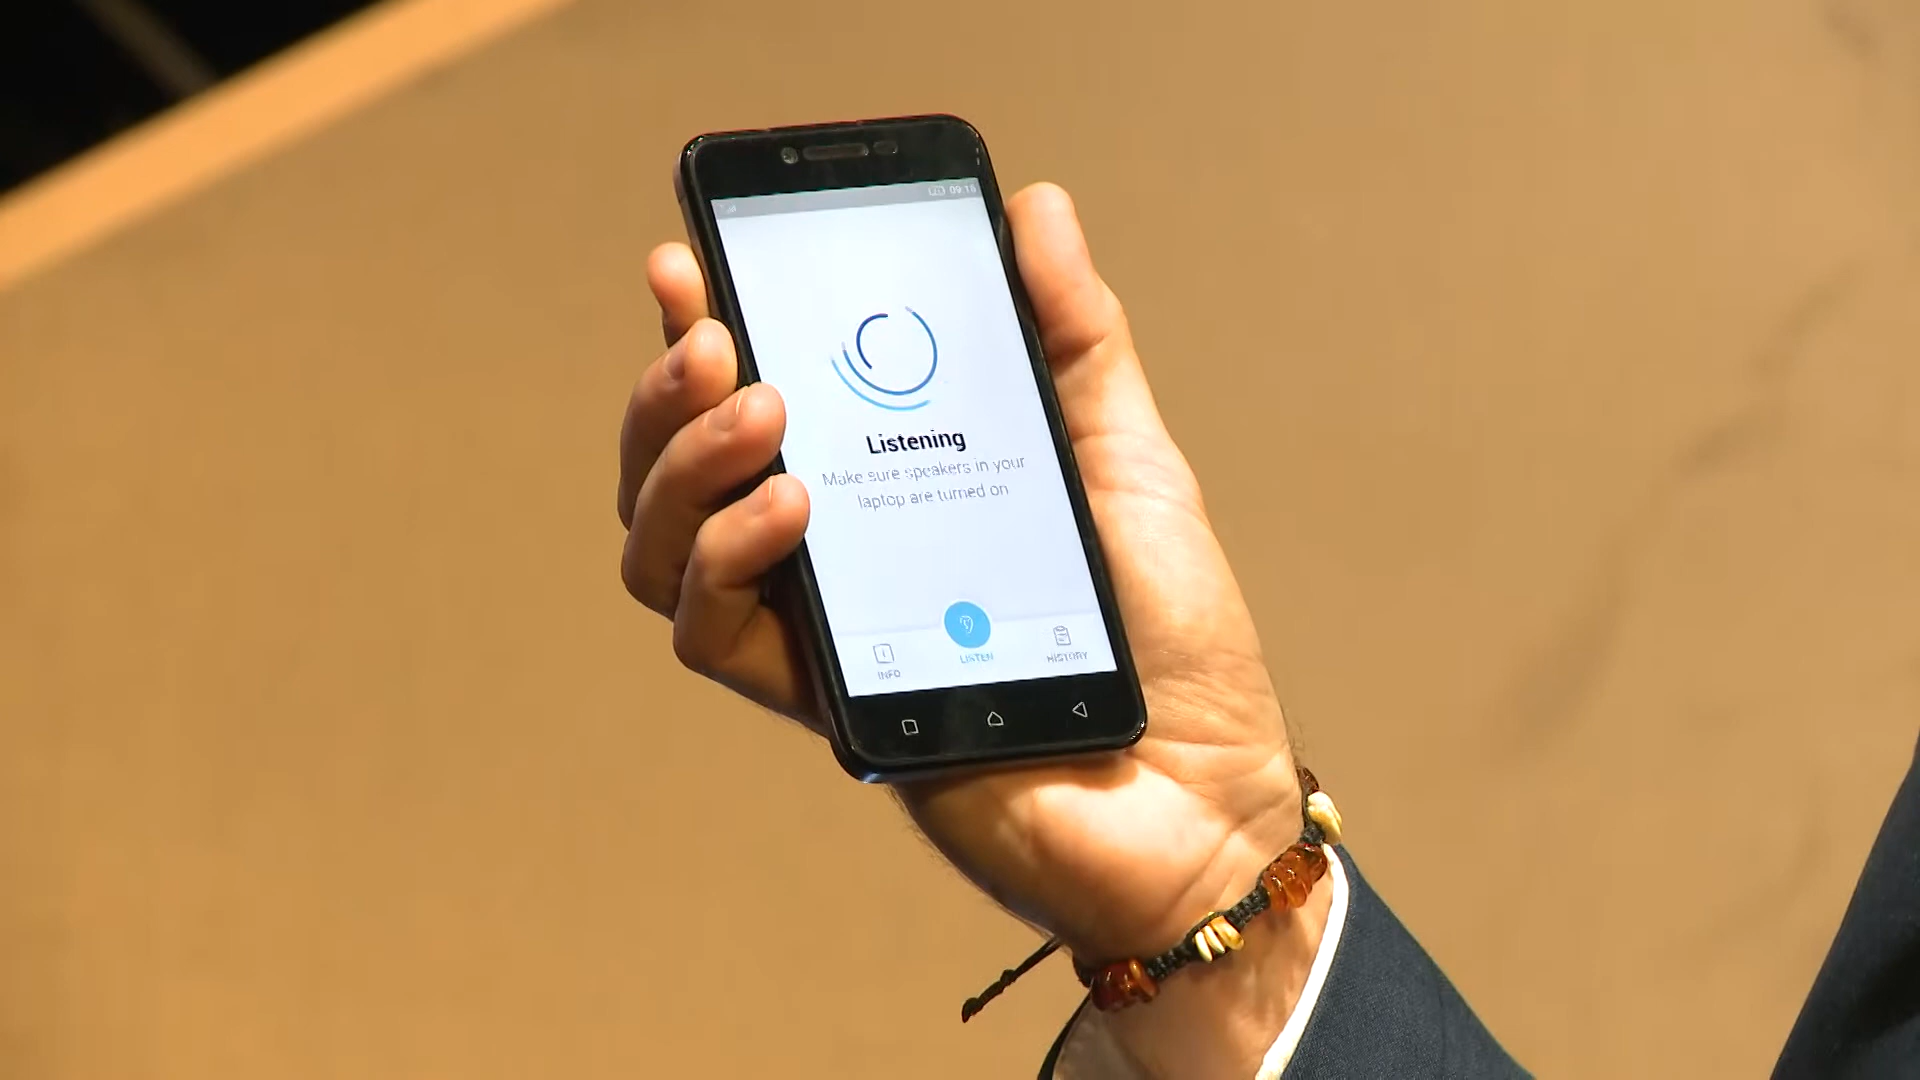 09:15
Listening
Make sure speakers in your
laptop are turned on
INFO
LISTEN
HISTORY